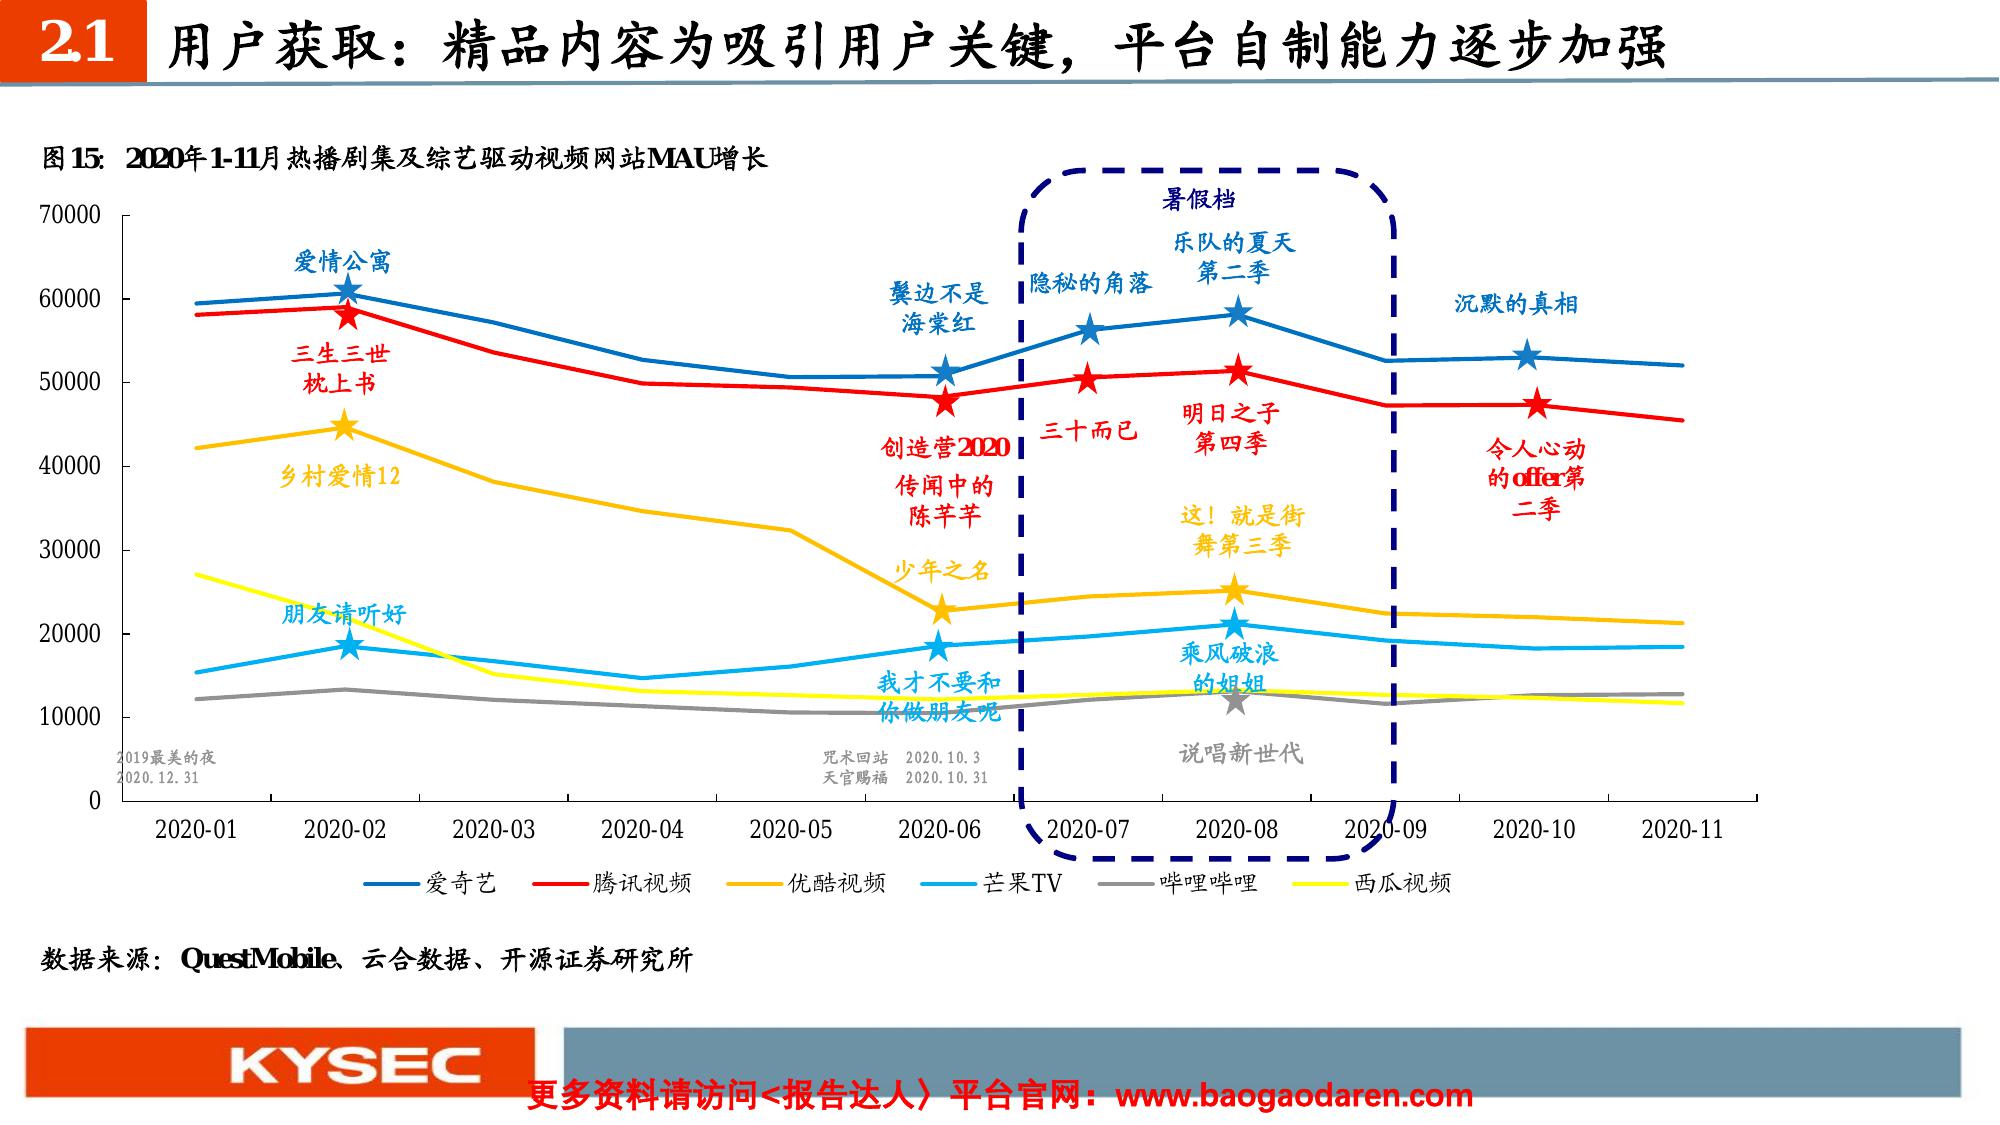 2.1 用户获取：精品内容为吸引用户关键，平台自制能力逐步加强
图15：2020年1-11月热播剧集及综艺驱动视频网站MAU增长
70000
60000
50000
40000
30000
20000
10000
0
暑假档
爱情公寓
三生三世
枕上书
乡村爱情12
朋友请听好
2019最美的夜
2020.12.31
鬓边不是
海棠红
创造营2020
传闻中的
陈芊芊
少年之名
我才不要和
你做朋友呢
咒术回站 2020.10.3
天官赐福 2020.10.31
隐秘的角落
三十而已
乐队的夏天
第二季
明日之子
第四季
这！就是街
舞第三季
乘风破浪
的姐姐
说唱新世代
沉默的真相
令人心动
的offer第
二季
2020-01 2020-02 2020-03 2020-04 2020-05 2020-06 2020-07 2020-08 2020-09 2020-10 2020-11
爱奇艺 腾讯视频 优酷视频 芒果TV 哔哩哔哩 西瓜视频
数据来源：QuestMobile、云合数据、开源证券研究所
KYSEC
更多资料请访问<报告达人〉平台官网：www.baogaodaren.com